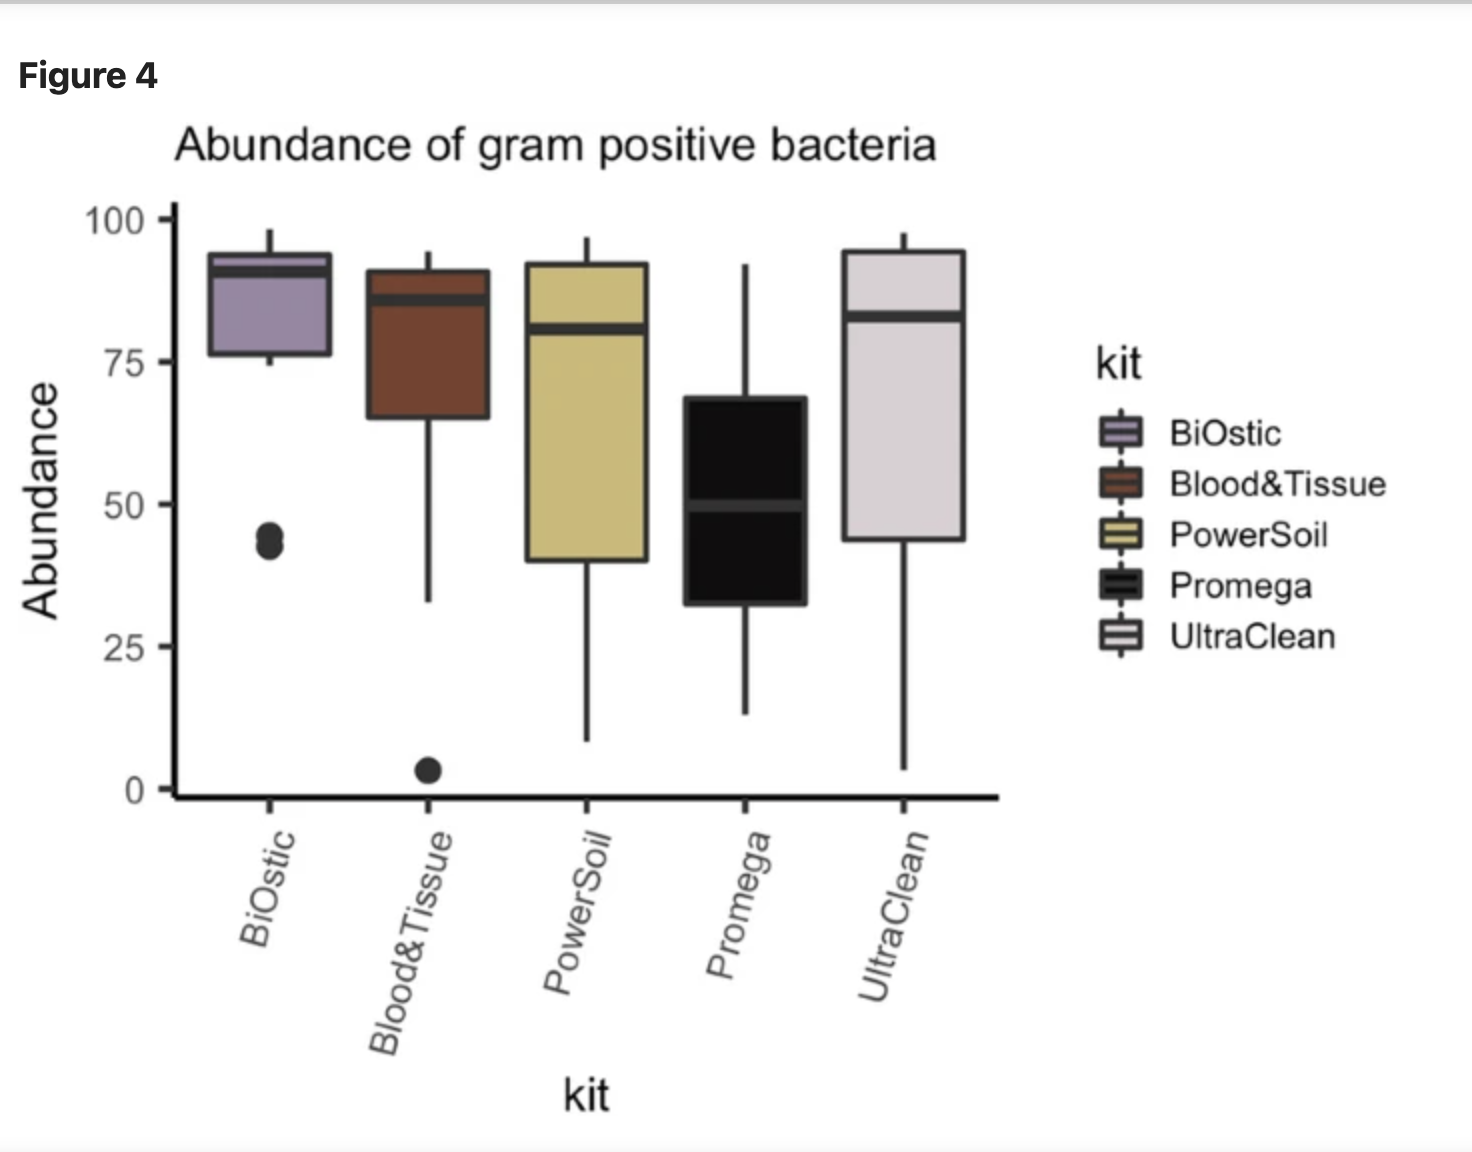 Figure 4
Abundance of gram positive bacteria
100
75
50
25
0
Abundance
BiOstic
Blood&Tissue
PowerSoil
Promega
UltraClean
kit
kit
BiOstic
Blood&Tissue
PowerSoil
Promega
UltraClean